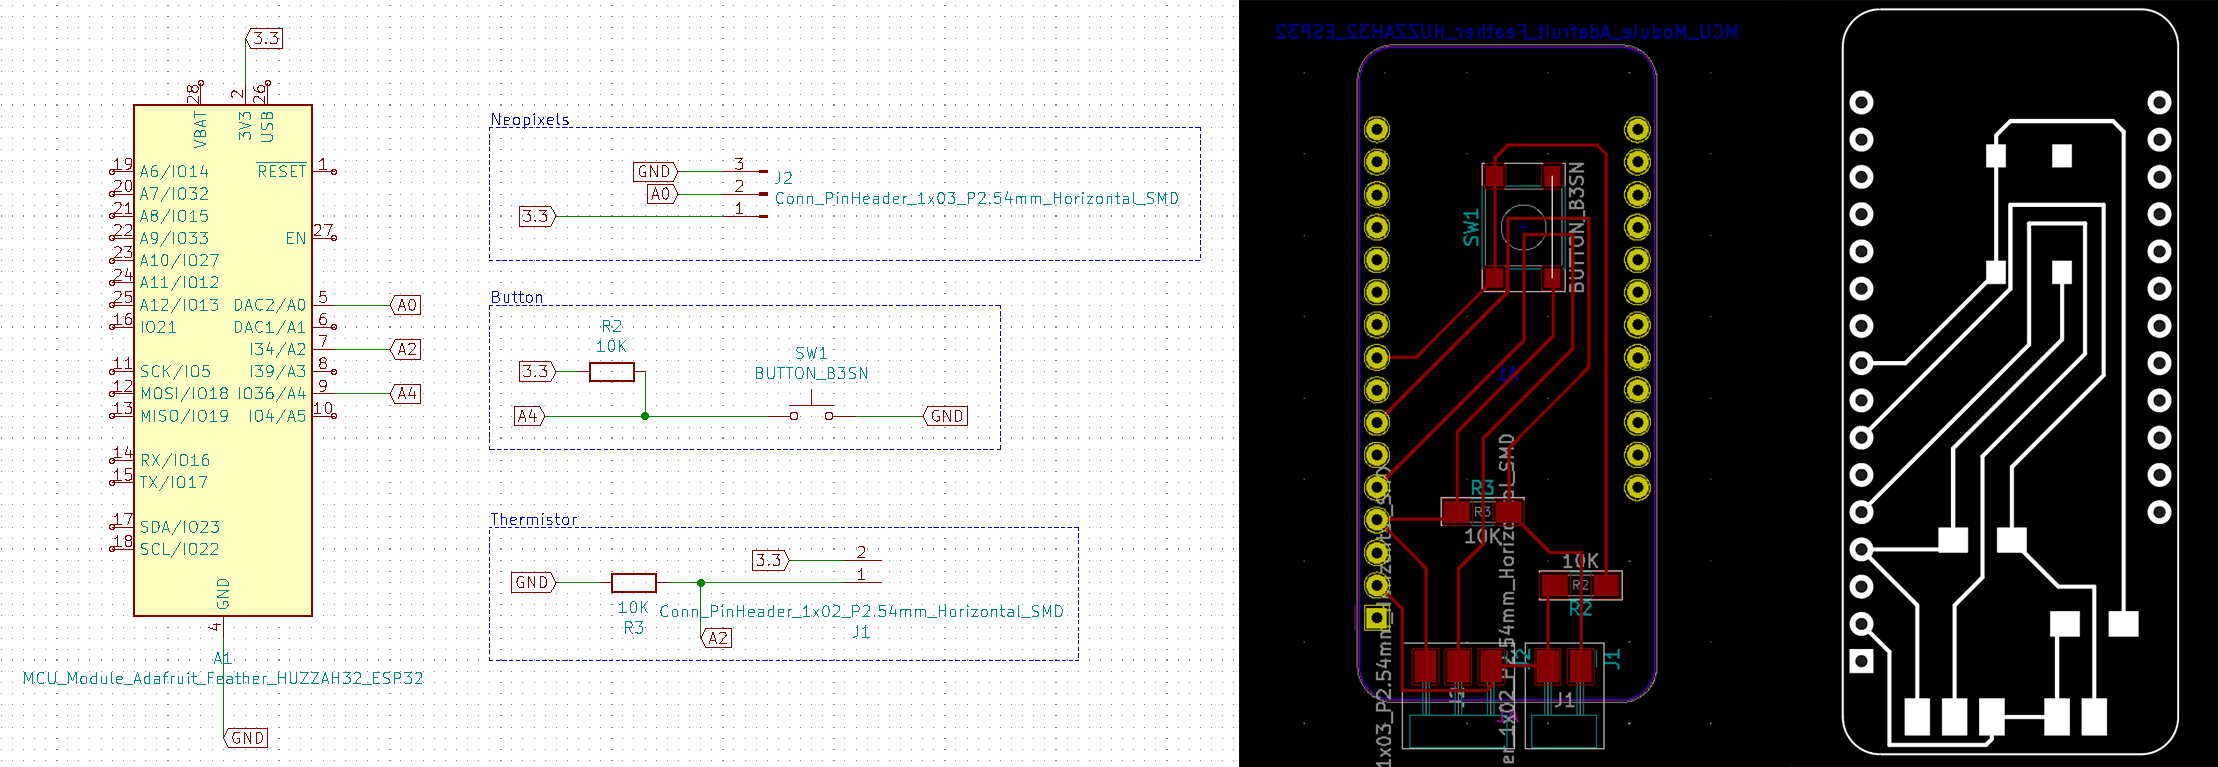 3.3
28
2
26
VBAT
3V3
USB
19 A6/IO14 RESET 1
20 A7/IO32
21 A8/IO15
22 A9/IO33 EN 27
23 A10/IO27
24 A11/IO12
25 A12/IO13 DAC2/A0 5 A0
16 IO21 DAC1/A1 6
I34/A2 7 A2
11 SCK/IO5 I39/A3 8
12 MOSI/IO18 IO36/A4 9 A4
13 MISO/IO19 IO4/A5 10
14 RX/IO16
15 TX/IO17
17 SDA/IO23
18 SCL/IO22
GND
4
A1
MCU_Module_Adafruit_Feather_HUZZAH32_ESP32
GND
Neopixels
GND 3
J2
A0 2
Conn_PinHeader_1x03_P2.54mm_Horizontal_SMD
3.3 1
Button
R2
10K
3.3
SW1
BUTTON_B3SN
A4
GND
Thermistor
3.3 2
GND 1
10K
Conn_PinHeader_1x02_P2.54mm_Horizontal_SMD
R3
A2
J1
MCU_Module_Adafruit_Feather_HUZZAH32_ESP32
SW1
BUTTON_B3SN
A1
R3
R3
10K
10K
R2
R2
J2
J1
J1